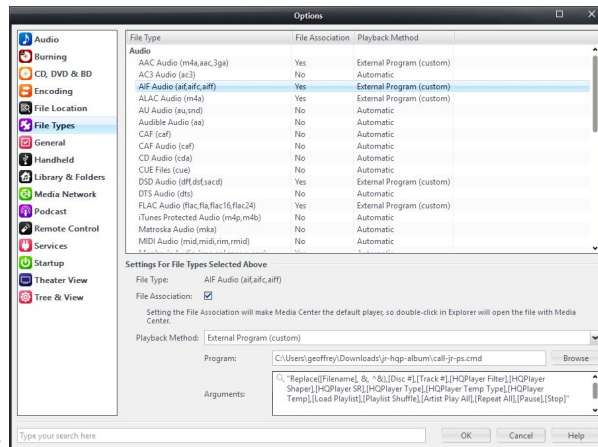 Options
Audio
Burning
CD, DVD & BD
Encoding
File Location
File Types
General
Handheld
Library & Folders
Media Network
Podcast
Remote Control
Services
Startup
Theater View
Tree & View
File Type File Association Playback Method
Audio
AAC Audio (m4a,aac,3ga) Yes External Program (custom)
AC3 Audio (ac3) No Automatic
AIF Audio (aif,aifc,aiff) Yes External Program (custom)
ALAC Audio (m4a) Yes External Program (custom)
AU Audio (au,snd) No Automatic
Audible Audio (aa) No Automatic
CAF (caf) No Automatic
CAF Audio (caf) No Automatic
CD Audio (cda) No Automatic
CUE Files (cue) No Automatic
DSD Audio (dff,dsf,sacd) Yes External Program (custom)
DTS Audio (dts) No Automatic
FLAC Audio (flac,fla,flac16,flac24) Yes External Program (custom)
iTunes Protected Audio (m4p,m4b) No Automatic
Matroska Audio (mka) No Automatic
MIDI Audio (mid,midi,rim,rmid) No Automatic
Settings For File Types Selected Above
File Type: AIF Audio (aif,aifc,aiff)
File Association:
Setting the File Association will make Media Center the default player, so double-click in Explorer will open the file with Media
Center.
Playback Method: External Program (custom)
Program: C:\Users\geoffrey\Downloads\jr-hqp-album\call-jr-ps.cmd Browse
Arguments: "Replace([Filename], &, ^&),[Disc #],[Track #],[HQPlayer Filter],[HQPlayer
Shaper],[HQPlayer SR],[HQPlayer Type],[HQPlayer Temp Type],[HQPlayer
Temp],[Load Playlist],[Playlist Shuffle],[Artist Play All],[Repeat All],[Pause],[Stop]"
Type your search here
OK Cancel Help